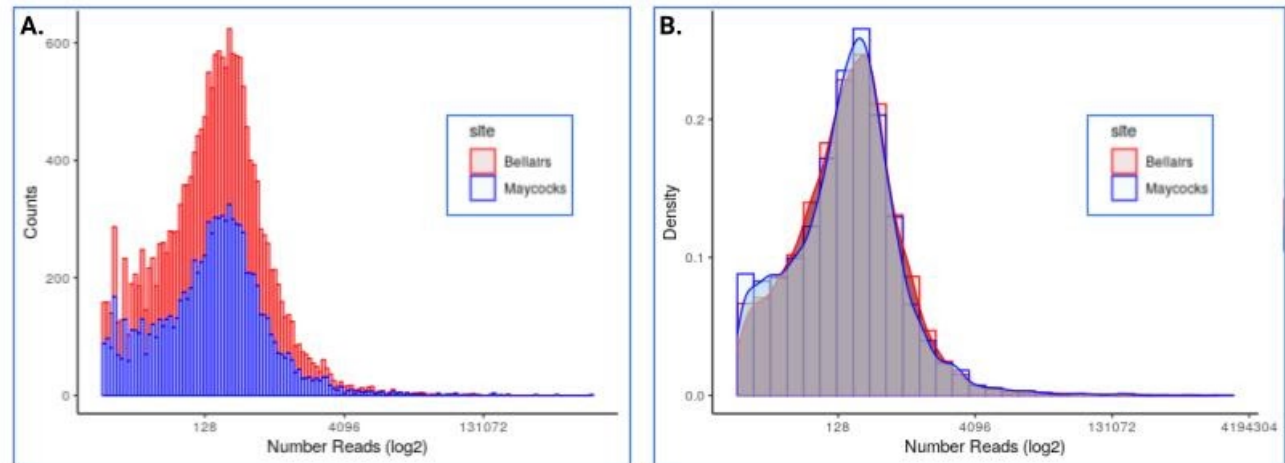 A.
600
400
200
0
Counts
128
4096
131072
Number Reads (log2)
site
Bellairs
Maycocks
B.
0.2
0.1
0.0
Density
128
4096
131072
4194304
Number Reads (log2)
site
Bellairs
Maycocks